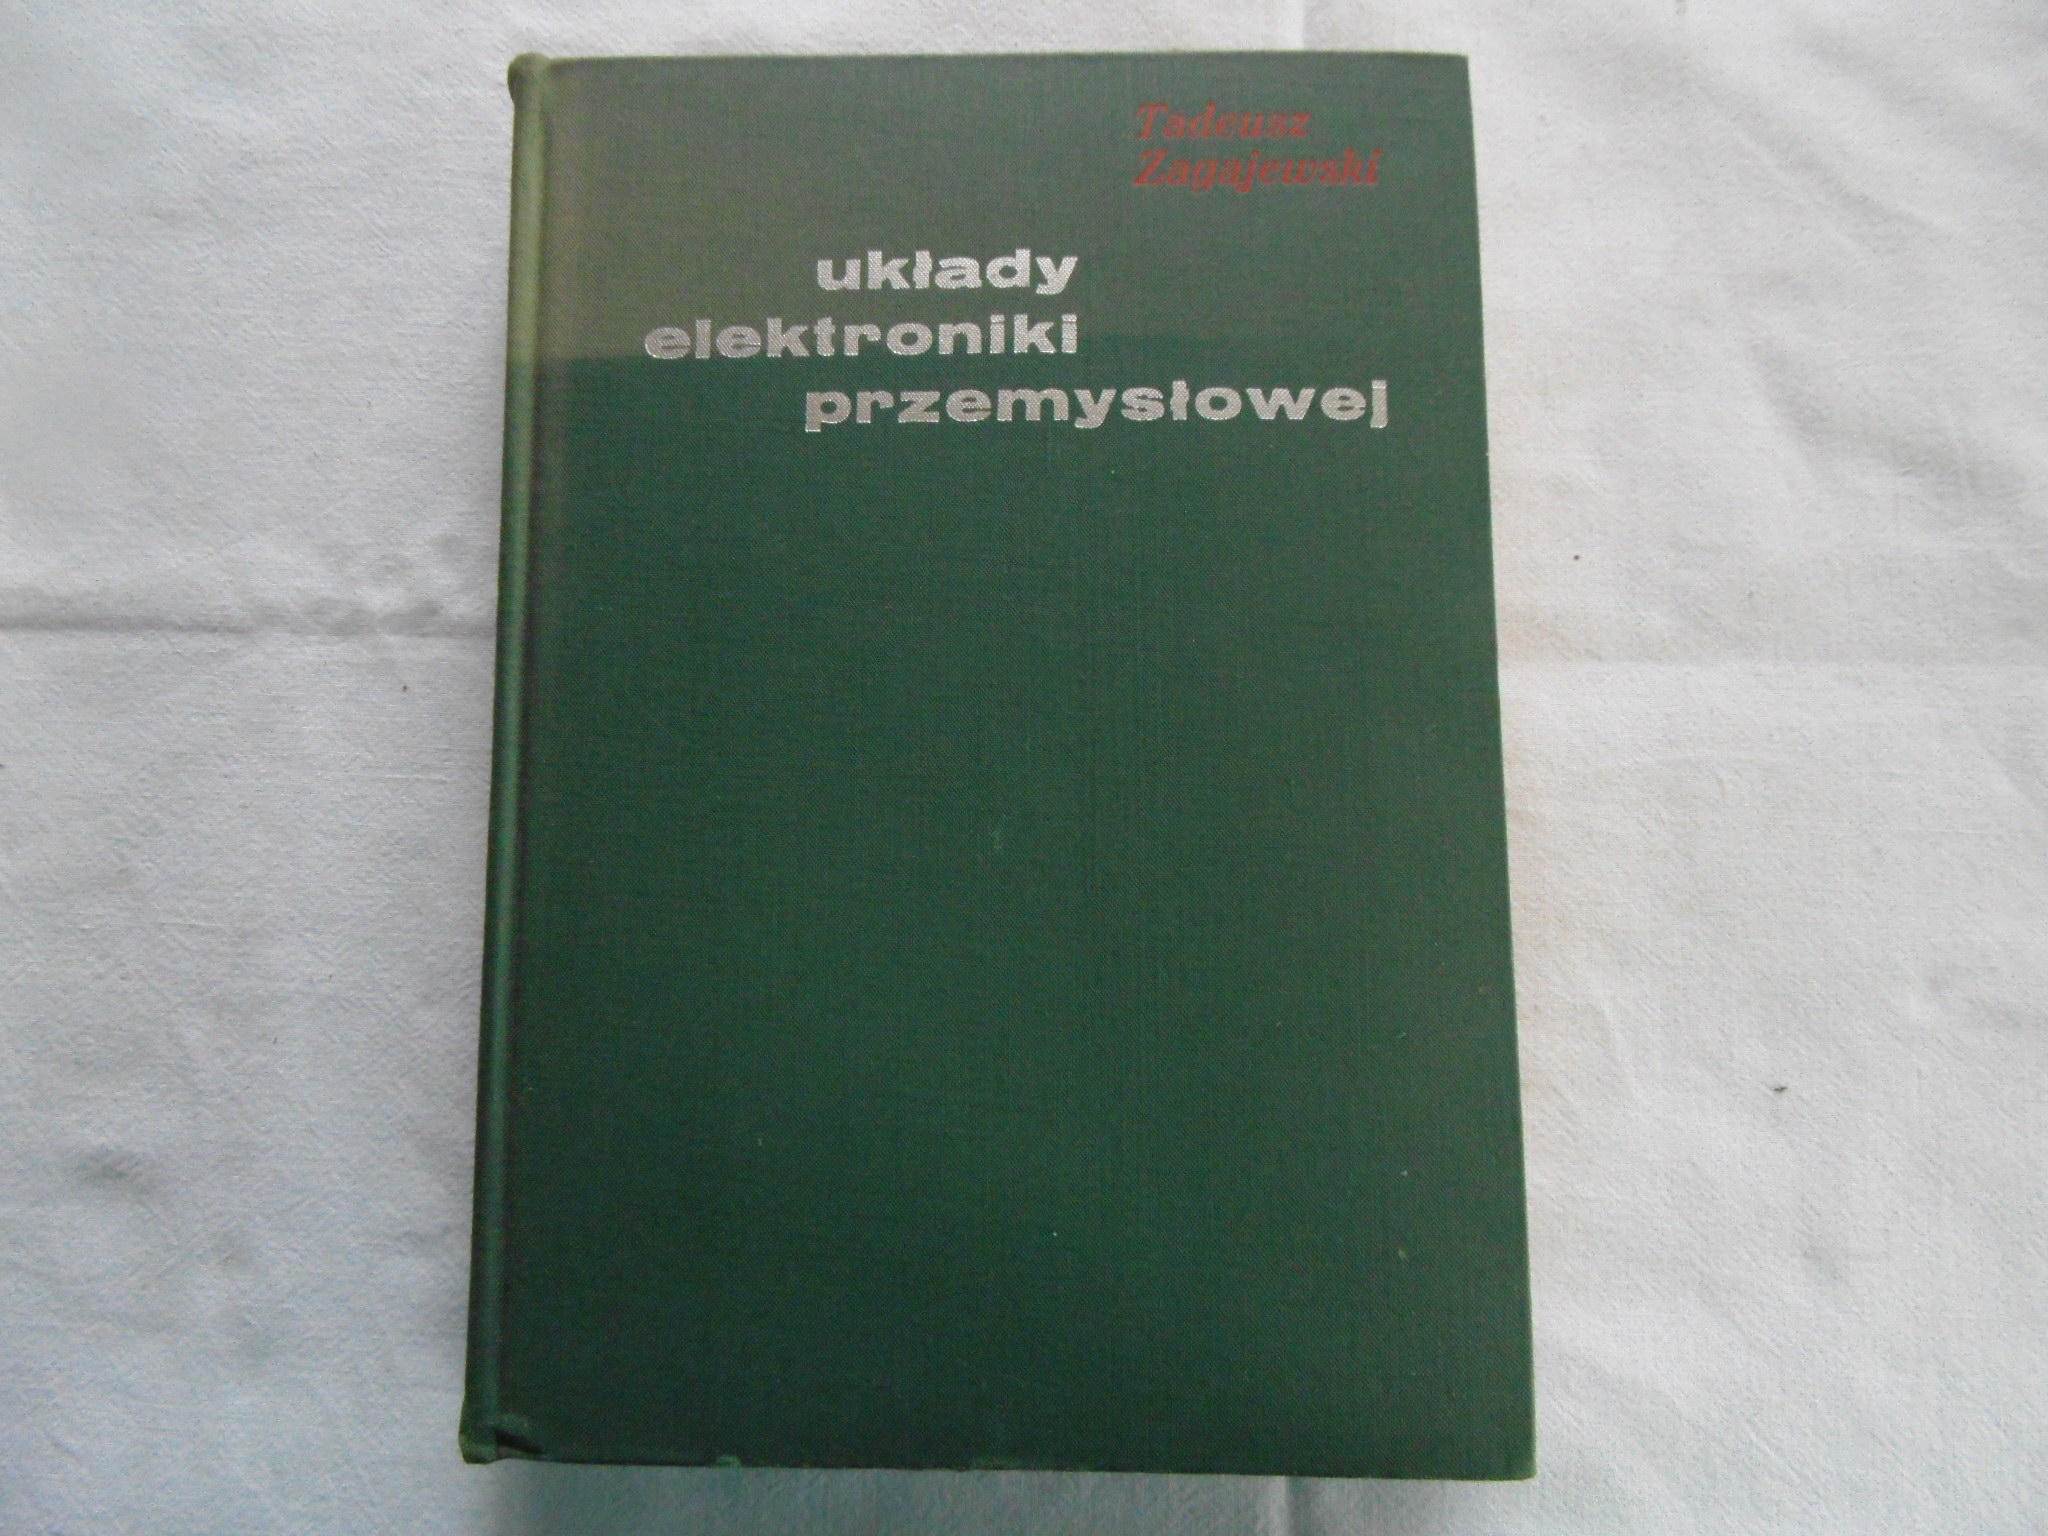 Tadeusz
Zagajewski
układy
elektroniki
przemysłowej